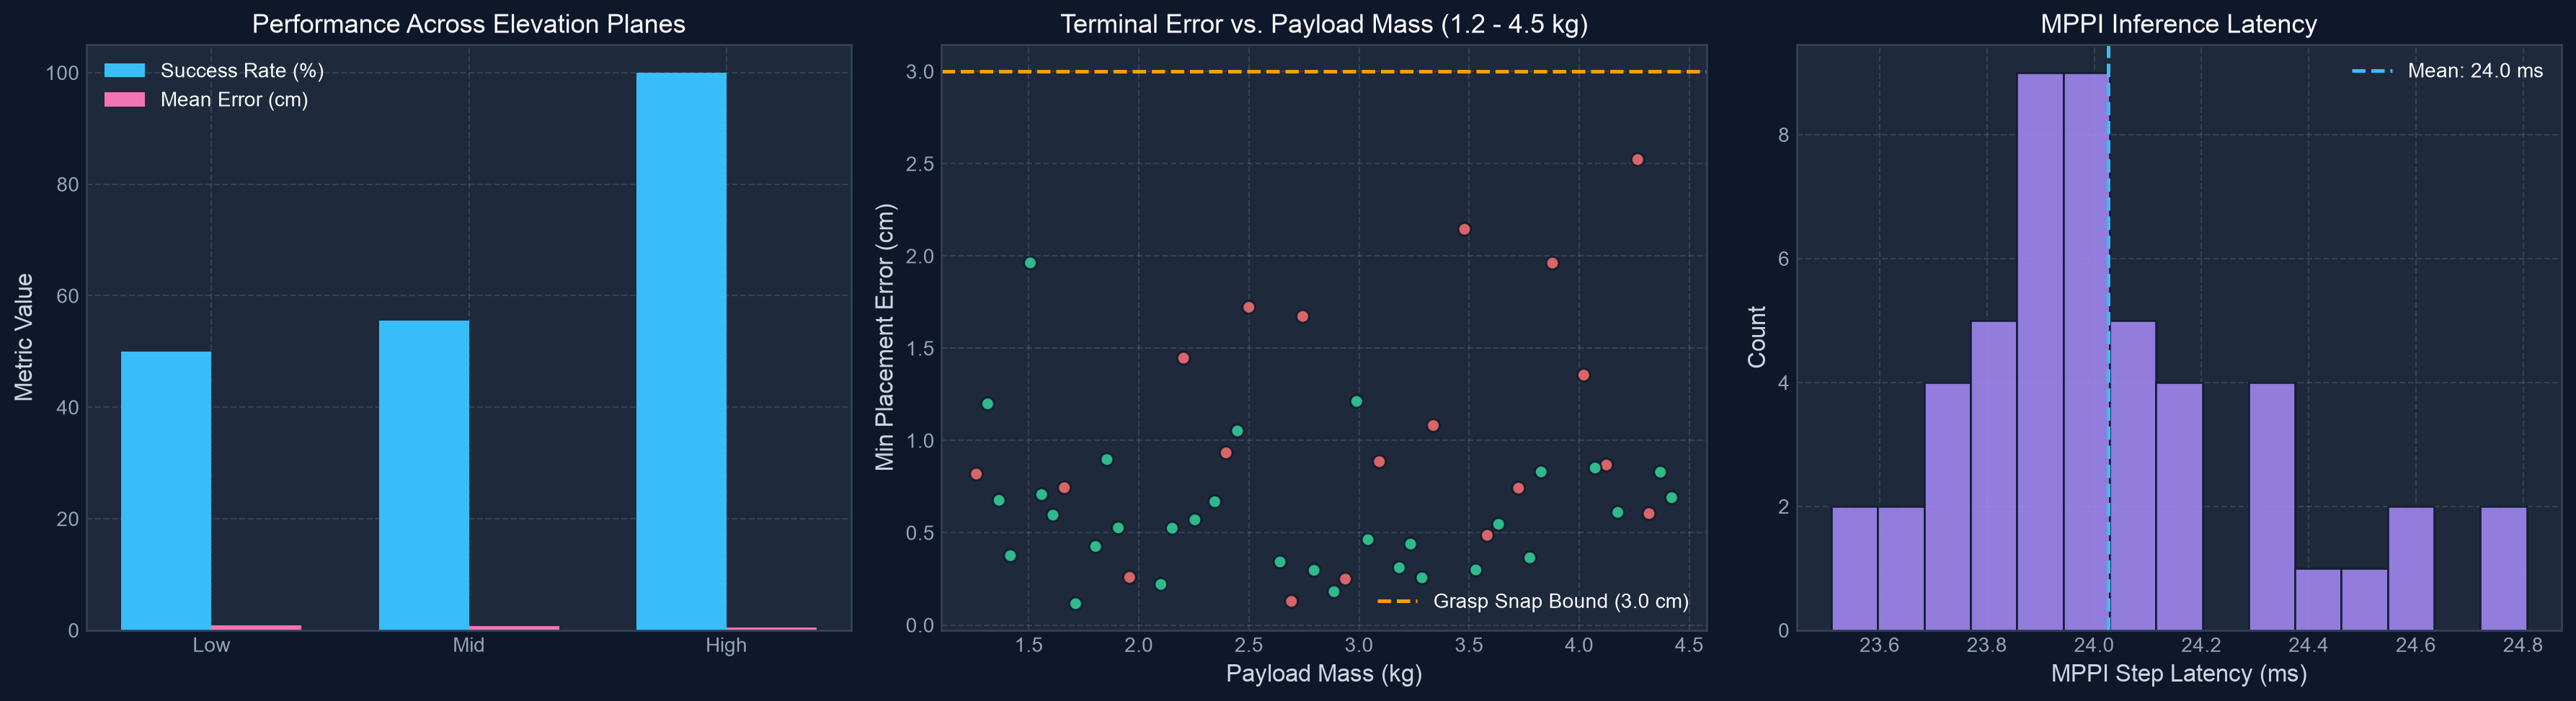 Performance Across Elevation Planes
Success Rate (%)
Mean Error (cm)
Metric Value
100
80
60
40
20
0
Low Mid High
Terminal Error vs. Payload Mass (1.2 - 4.5 kg)
Min Placement Error (cm)
3.0
2.5
2.0
1.5
1.0
0.5
0.0
Grasp Snap Bound (3.0 cm)
1.5 2.0 2.5 3.0 3.5 4.0 4.5
Payload Mass (kg)
MPPI Inference Latency
Mean: 24.0 ms
Count
8
6
4
2
0
23.6 23.8 24.0 24.2 24.4 24.6 24.8
MPPI Step Latency (ms)